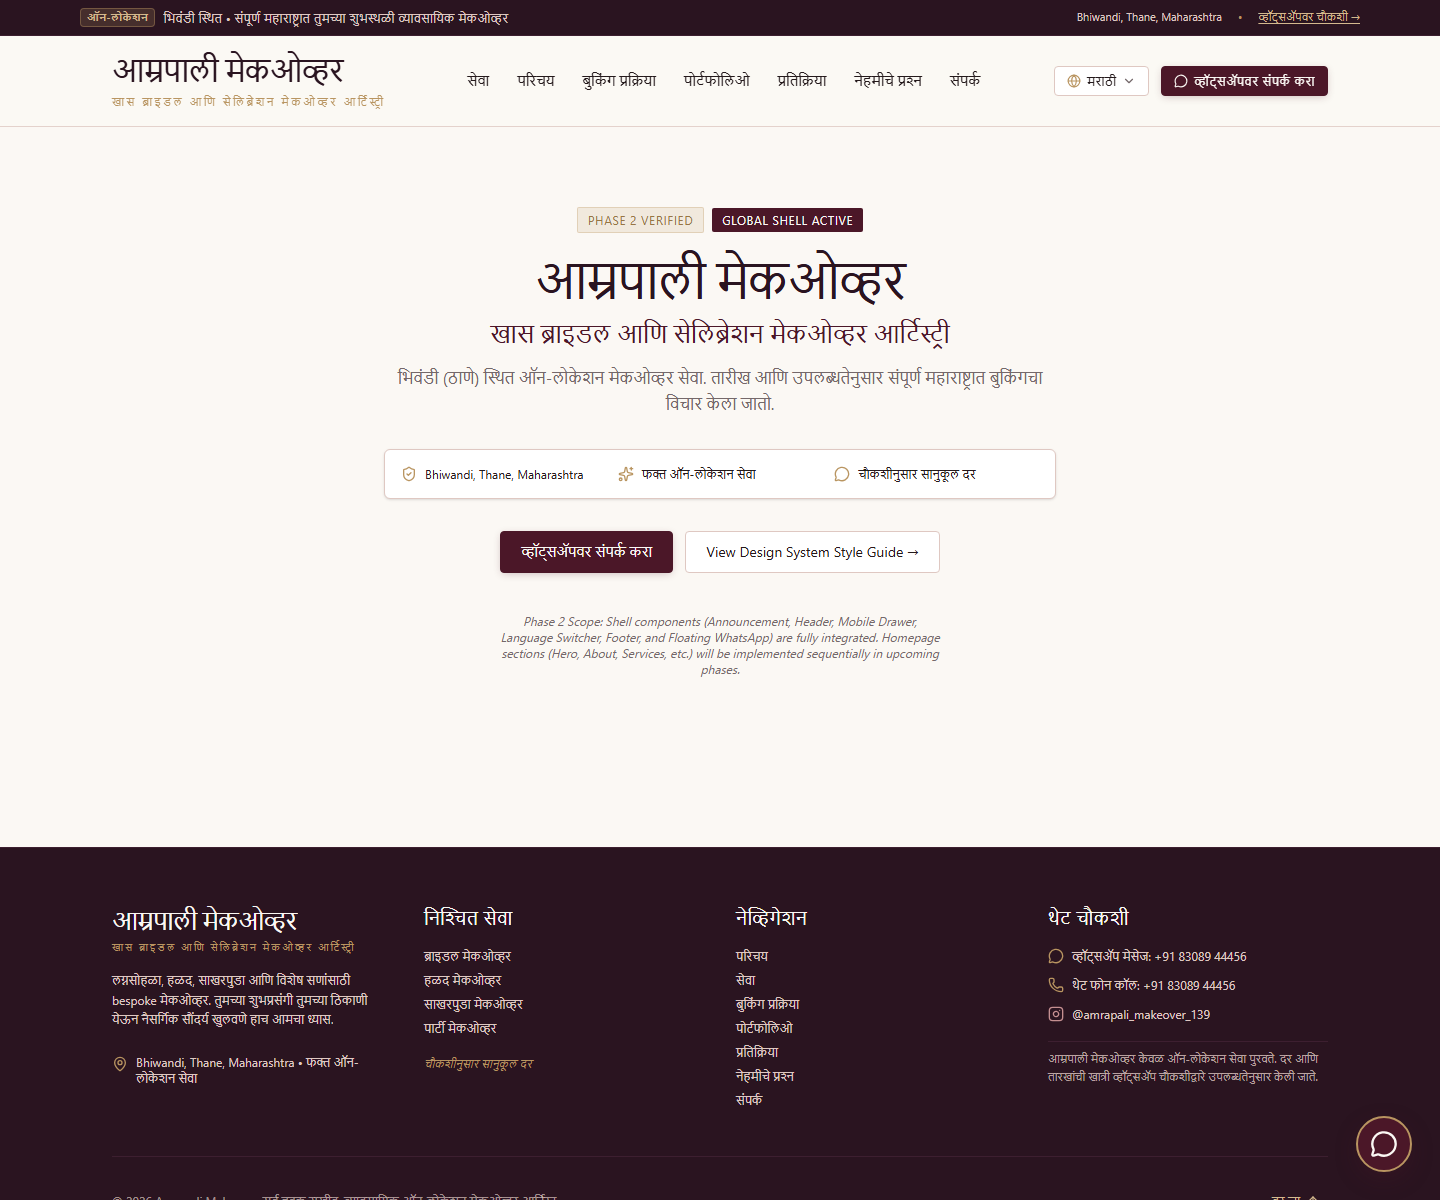 ऑन-लोकेशन भिवंडी स्थित • संपूर्ण महाराष्ट्रात तुमच्या शुभस्थळी व्यावसायिक मेकओव्हर
Bhiwandi, Thane, Maharashtra • व्हॉट्सॲपवर चौकशी →
आम्रपाली मेकओव्हर
खास ब्राइडल आणि सेलिब्रेशन मेकओव्हर आर्टिस्ट्री
सेवा परिचय बुकिंग प्रक्रिया पोर्टफोलिओ प्रतिक्रिया नेहमीचे प्रश्न संपर्क
मराठी
व्हॉट्सॲपवर संपर्क करा
PHASE 2 VERIFIED
GLOBAL SHELL ACTIVE
आम्रपाली मेकओव्हर
खास ब्राइडल आणि सेलिब्रेशन मेकओव्हर आर्टिस्ट्री
भिवंडी (ठाणे) स्थित ऑन-लोकेशन मेकओव्हर सेवा. तारीख आणि उपलब्धतेनुसार संपूर्ण महाराष्ट्रात बुकिंगचा
विचार केला जातो.
Bhiwandi, Thane, Maharashtra
फक्त ऑन-लोकेशन सेवा
चौकशीनुसार सानुकूल दर
व्हॉट्सॲपवर संपर्क करा
View Design System Style Guide →
Phase 2 Scope: Shell components (Announcement, Header, Mobile Drawer,
Language Switcher, Footer, and Floating WhatsApp) are fully integrated. Homepage
sections (Hero, About, Services, etc.) will be implemented sequentially in upcoming
phases.
आम्रपाली मेकओव्हर
खास ब्राइडल आणि सेलिब्रेशन मेकओव्हर आर्टिस्ट्री
लग्नसोहळा, हळद, साखरपुडा आणि विशेष सणांसाठी
bespoke मेकओव्हर. तुमच्या शुभप्रसंगी तुमच्या ठिकाणी
येऊन नैसर्गिक सौंदर्य खुलवणे हाच आमचा ध्यास.
Bhiwandi, Thane, Maharashtra • फक्त ऑन-
लोकेशन सेवा
निश्चित सेवा
ब्राइडल मेकओव्हर
हळद मेकओव्हर
साखरपुडा मेकओव्हर
पार्टी मेकओव्हर
चौकशीनुसार सानुकूल दर
नेव्हिगेशन
परिचय
सेवा
बुकिंग प्रक्रिया
पोर्टफोलिओ
प्रतिक्रिया
नेहमीचे प्रश्न
संपर्क
थेट चौकशी
व्हॉट्सॲप मेसेज: +91 83089 44456
थेट फोन कॉल: +91 83089 44456
@amrapali_makeover_139
आम्रपाली मेकओव्हर केवळ ऑन-लोकेशन सेवा पुरवते. दर आणि
तारखांची खात्री व्हॉट्सॲप चौकशीद्वारे उपलब्धतेनुसार केली जाते.